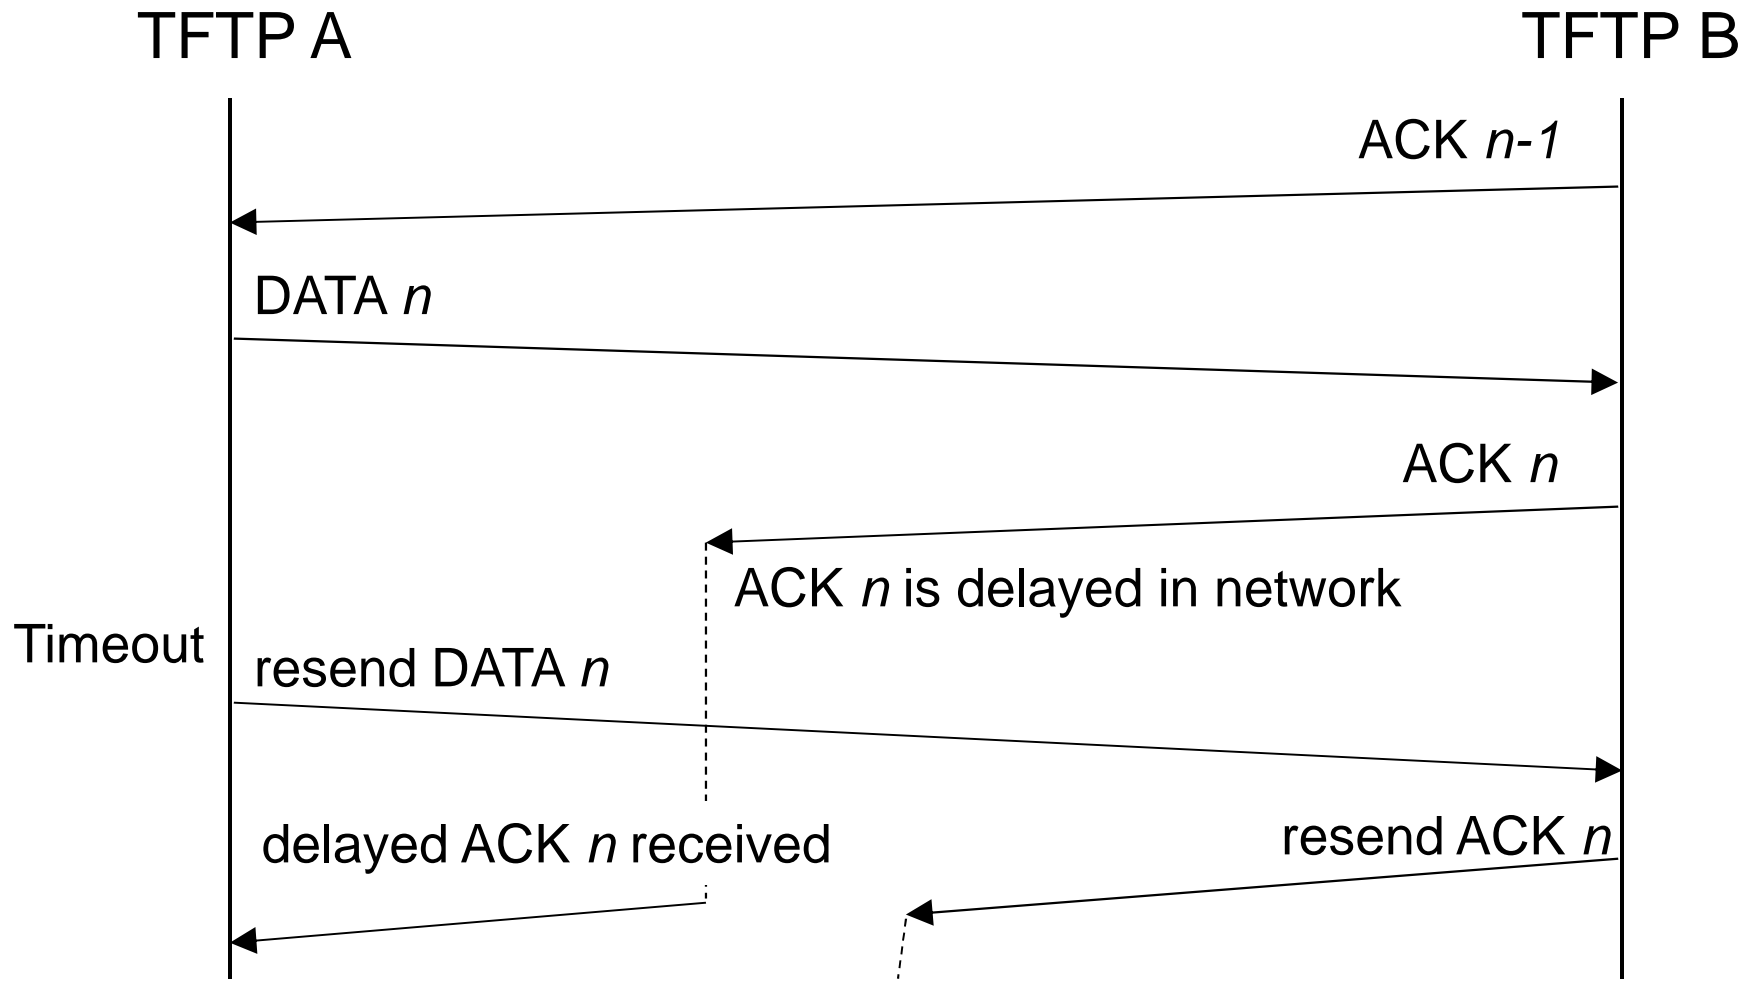 TFTP A
TFTP B
ACK n-1
DATA n
ACK n
ACK n is delayed in network
Timeout
resend DATA n
delayed ACK n received
resend ACK n